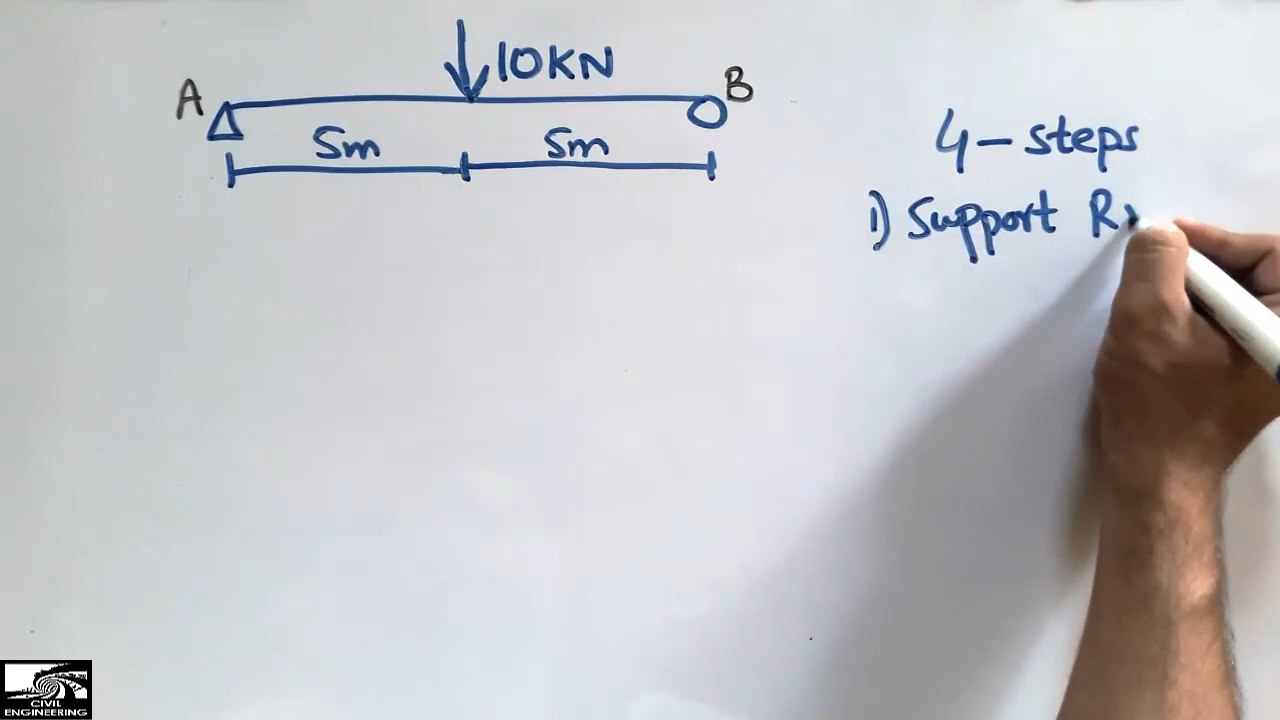 10KN
A
B
5m
5m
4-steps
1) Support R
CIVIL
ENGINEERING